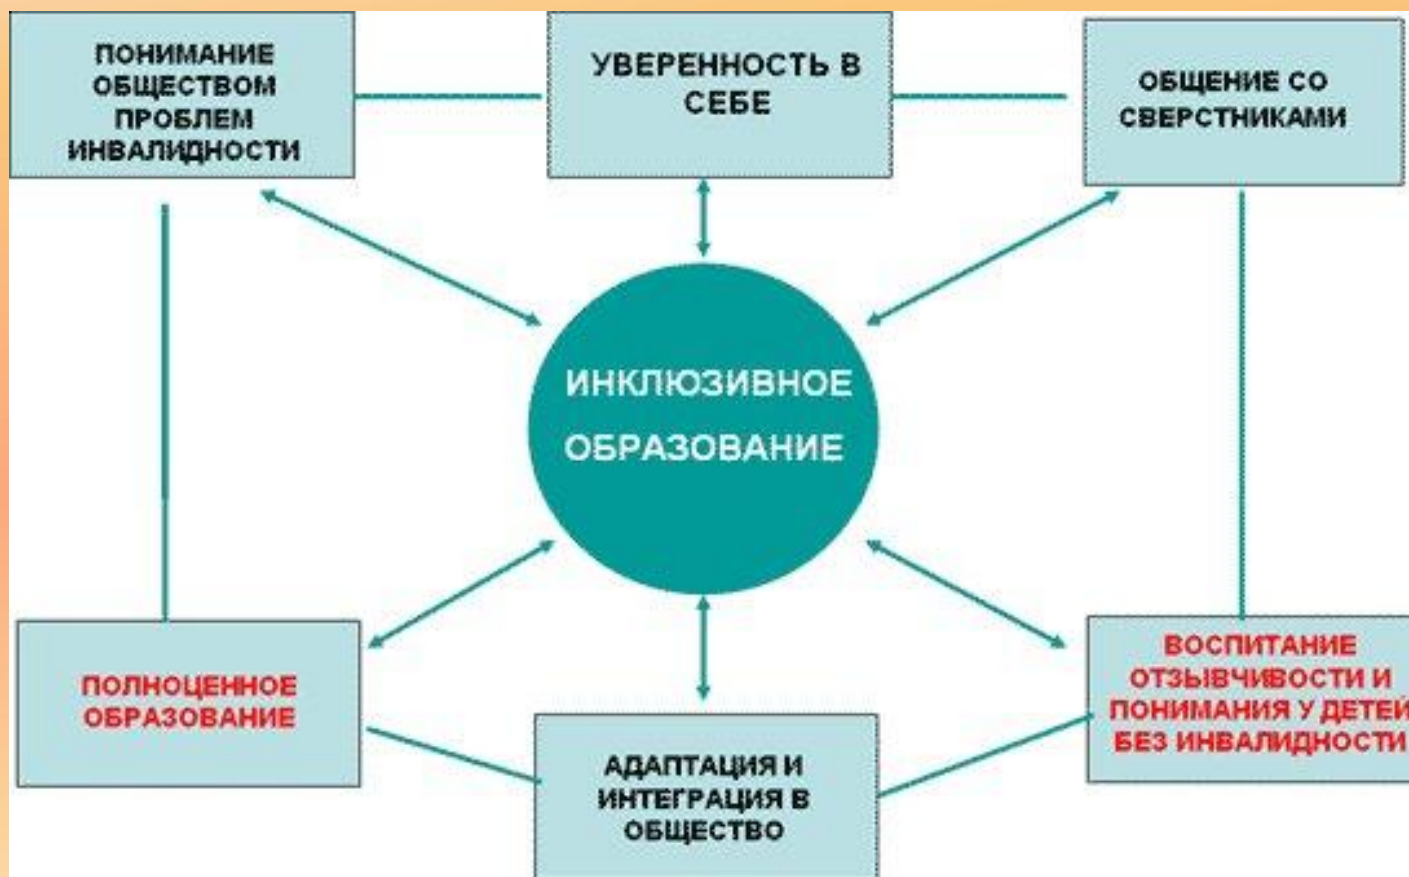 ПОНИМАНИЕ
ОБЩЕСТВОМ
ПРОБЛЕМ
ИНВАЛИДНОСТИ
УВЕРЕННОСТЬ В
СЕБЕ
ОБЩЕНИЕ СО
СВЕРСТНИКАМИ
ИНКЛЮЗИВНОЕ
ОБРАЗОВАНИЕ
ПОЛНОЦЕННОЕ
ОБРАЗОВАНИЕ
АДАПТАЦИЯ И
ИНТЕГРАЦИЯ В
ОБЩЕСТВО
ВОСПИТАНИЕ
ОТЗЫВЧИВОСТИ И
ПОНИМАНИЯ У ДЕТЕЙ
БЕЗ ИНВАЛИДНОСТИ